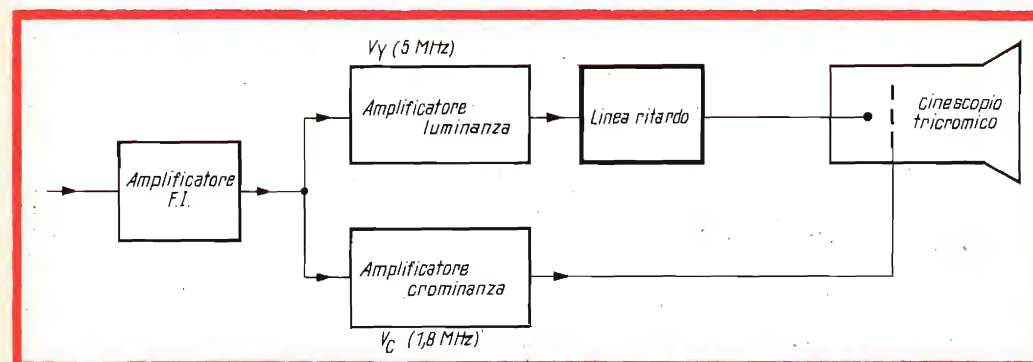 Vy (5 MHz)
Amplificatore
luminanza
Linea ritardo
Cinescopio
tricromico
Amplificatore
F.I.
Amplificatore
crominanza
Vc (1,8 MHz)